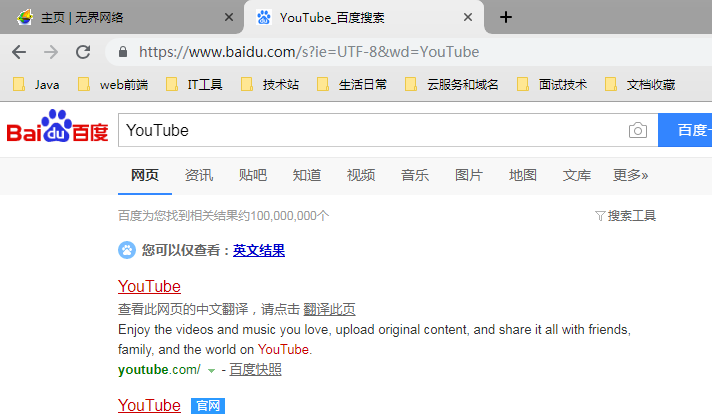 主页 | 无界网络
YouTube_百度搜索
https://www.baidu.com/s?ie=UTF-8&wd=YouTube
Java web前端 IT工具 技术站 生活日常 云服务和域名 面试技术 文档收藏
Baidu百度 YouTube 百度一
网页 资讯 贴吧 知道 视频 音乐 图片 地图 文库 更多»
百度为您找到相关结果约100,000,000个 搜索工具
您可以仅查看：英文结果
YouTube
查看此网页的中文翻译，请点击 翻译此页
Enjoy the videos and music you love, upload original content, and share it all with friends,
family, and the world on YouTube.
youtube.com/ - 百度快照
YouTube 官网